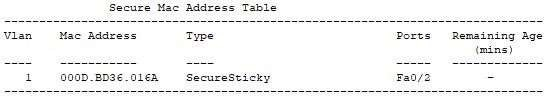 Secure Mac Address Table
-----------------------------------------------------------------------------
Vlan Mac Address Type Ports Remaining Age
(mins)
---- ----------- ---- ----- -------------
1 000D.BD36.016A SecureSticky Fa0/2 -
-----------------------------------------------------------------------------